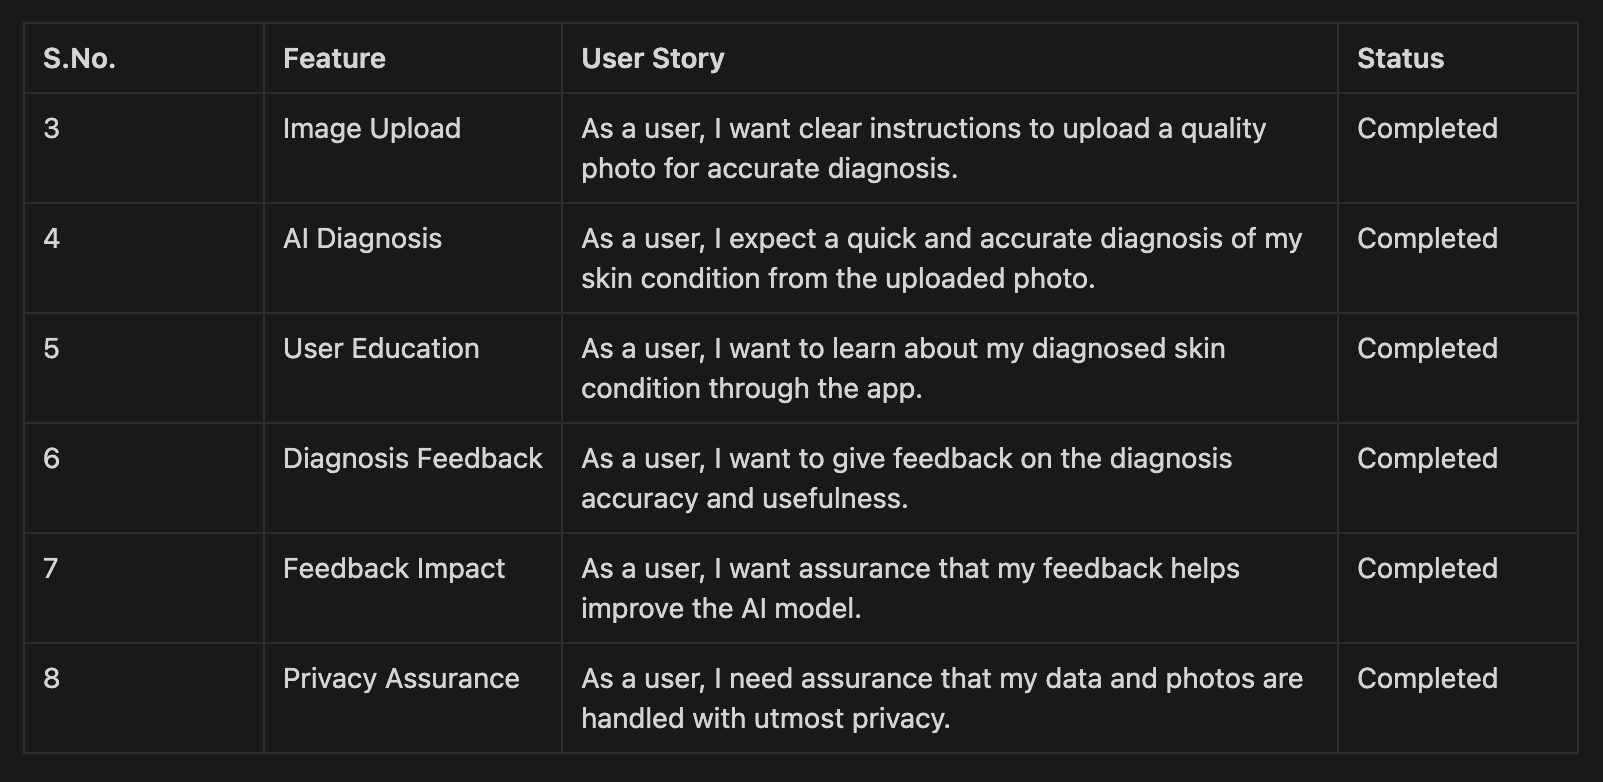 S.No. Feature User Story Status
3 Image Upload As a user, I want clear instructions to upload a quality Completed
photo for accurate diagnosis.
4 AI Diagnosis As a user, I expect a quick and accurate diagnosis of my Completed
skin condition from the uploaded photo.
5 User Education As a user, I want to learn about my diagnosed skin Completed
condition through the app.
6 Diagnosis Feedback As a user, I want to give feedback on the diagnosis Completed
accuracy and usefulness.
7 Feedback Impact As a user, I want assurance that my feedback helps Completed
improve the AI model.
8 Privacy Assurance As a user, I need assurance that my data and photos are Completed
handled with utmost privacy.